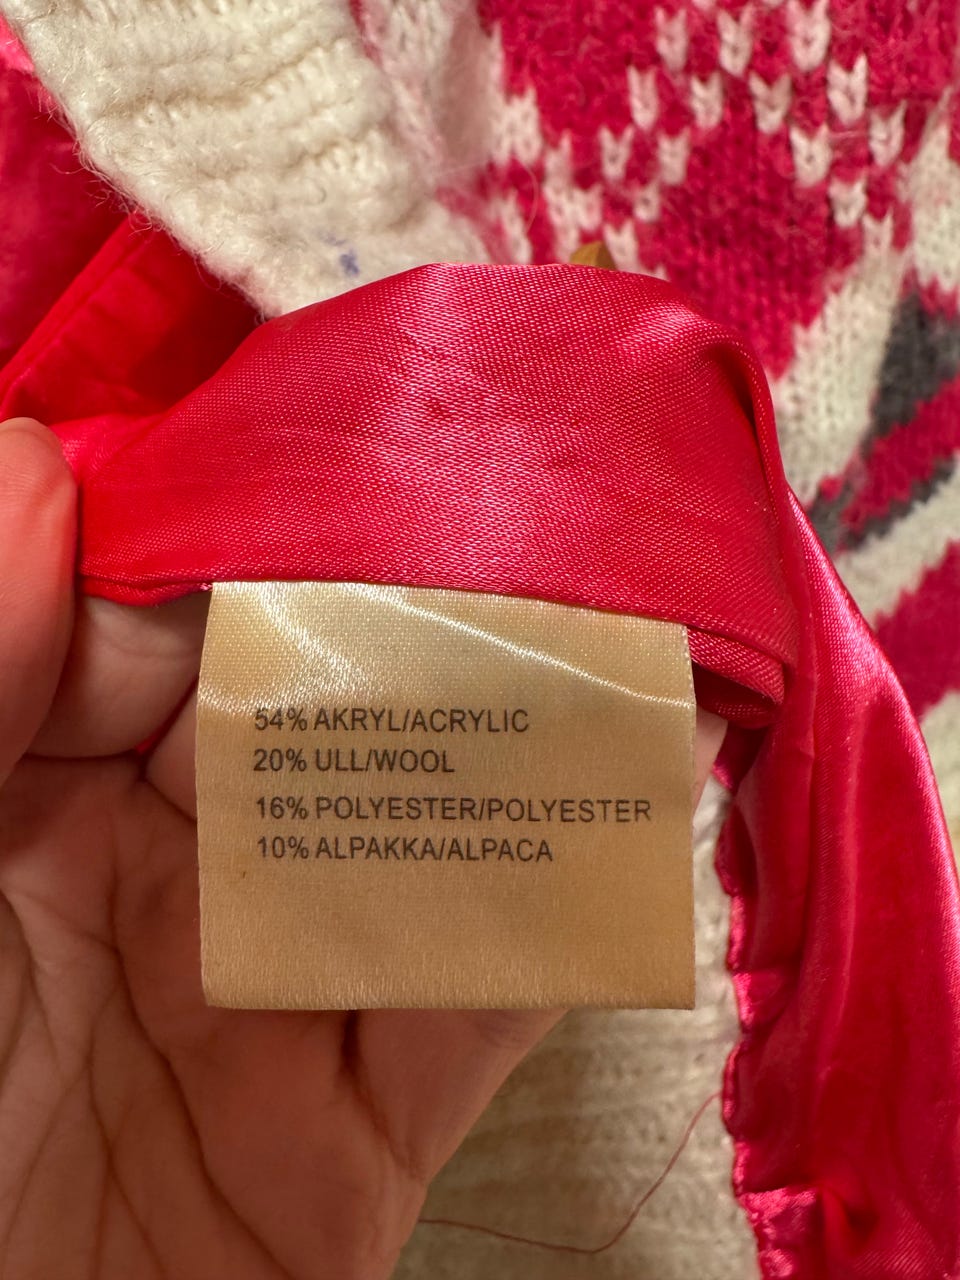 54% AKRYL/ACRYLIC
20% ULL/WOOL
16% POLYESTER/POLYESTER
10% ALPAKKA/ALPACA